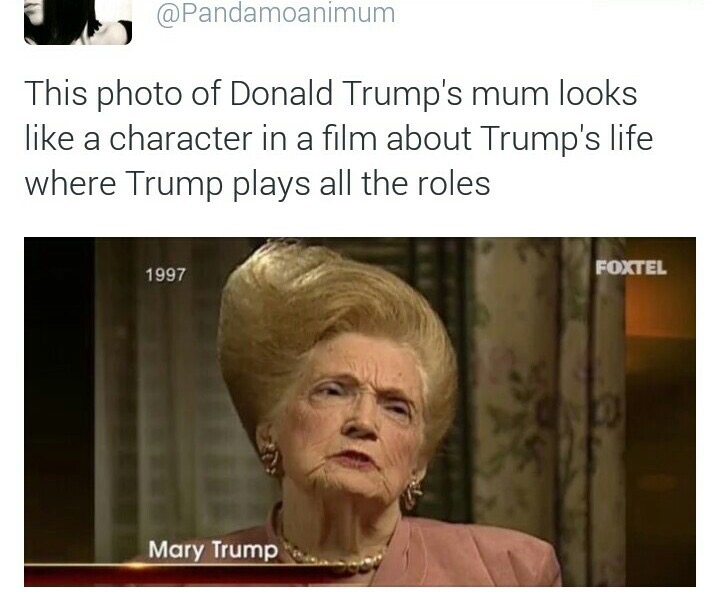 @Pandamoanimum
This photo of Donald Trump's mum looks
like a character in a film about Trump's life
where Trump plays all the roles
1997
FOXTEL
Mary Trump